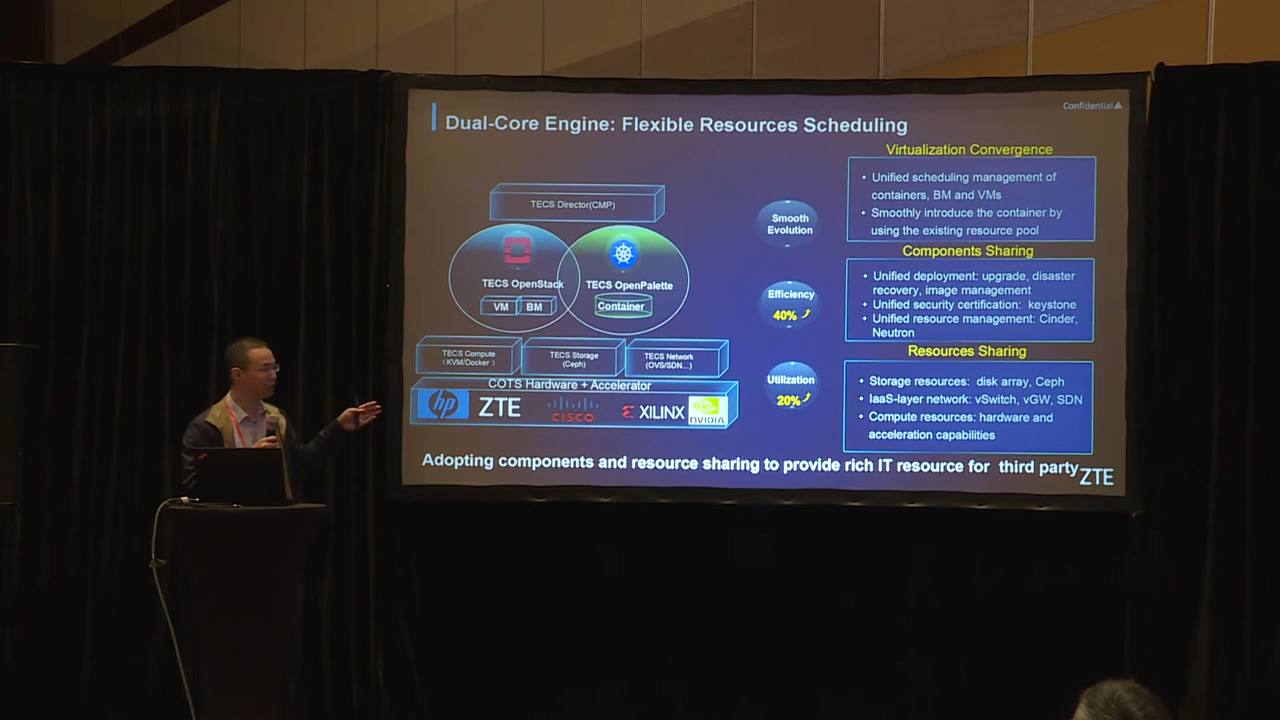 Confidential
Dual-Core Engine: Flexible Resources Scheduling
TECS Director(CMP)
TECS OpenStack
VM
BM
TECS OpenPalette
Container
TECS Compute
(KVM/Docker)
TECS Storage
(Ceph)
TECS Network
(OVS/SDN...)
COTS Hardware + Accelerator
hp
ZTE
CISCO
XILINX
NVIDIA
Smooth
Evolution
Efficiency
40%
Utilization
20%
Virtualization Convergence
• Unified scheduling management of
containers, BM and VMs
• Smoothly introduce the container by
using the existing resource pool
Components Sharing
• Unified deployment: upgrade, disaster
recovery, image management
• Unified security certification: keystone
• Unified resource management: Cinder,
Neutron
Resources Sharing
• Storage resources: disk array, Ceph
• IaaS-layer network: vSwitch, vGW, SDN
• Compute resources: hardware and
acceleration capabilities
Adopting components and resource sharing to provide rich IT resource for third party
ZTE